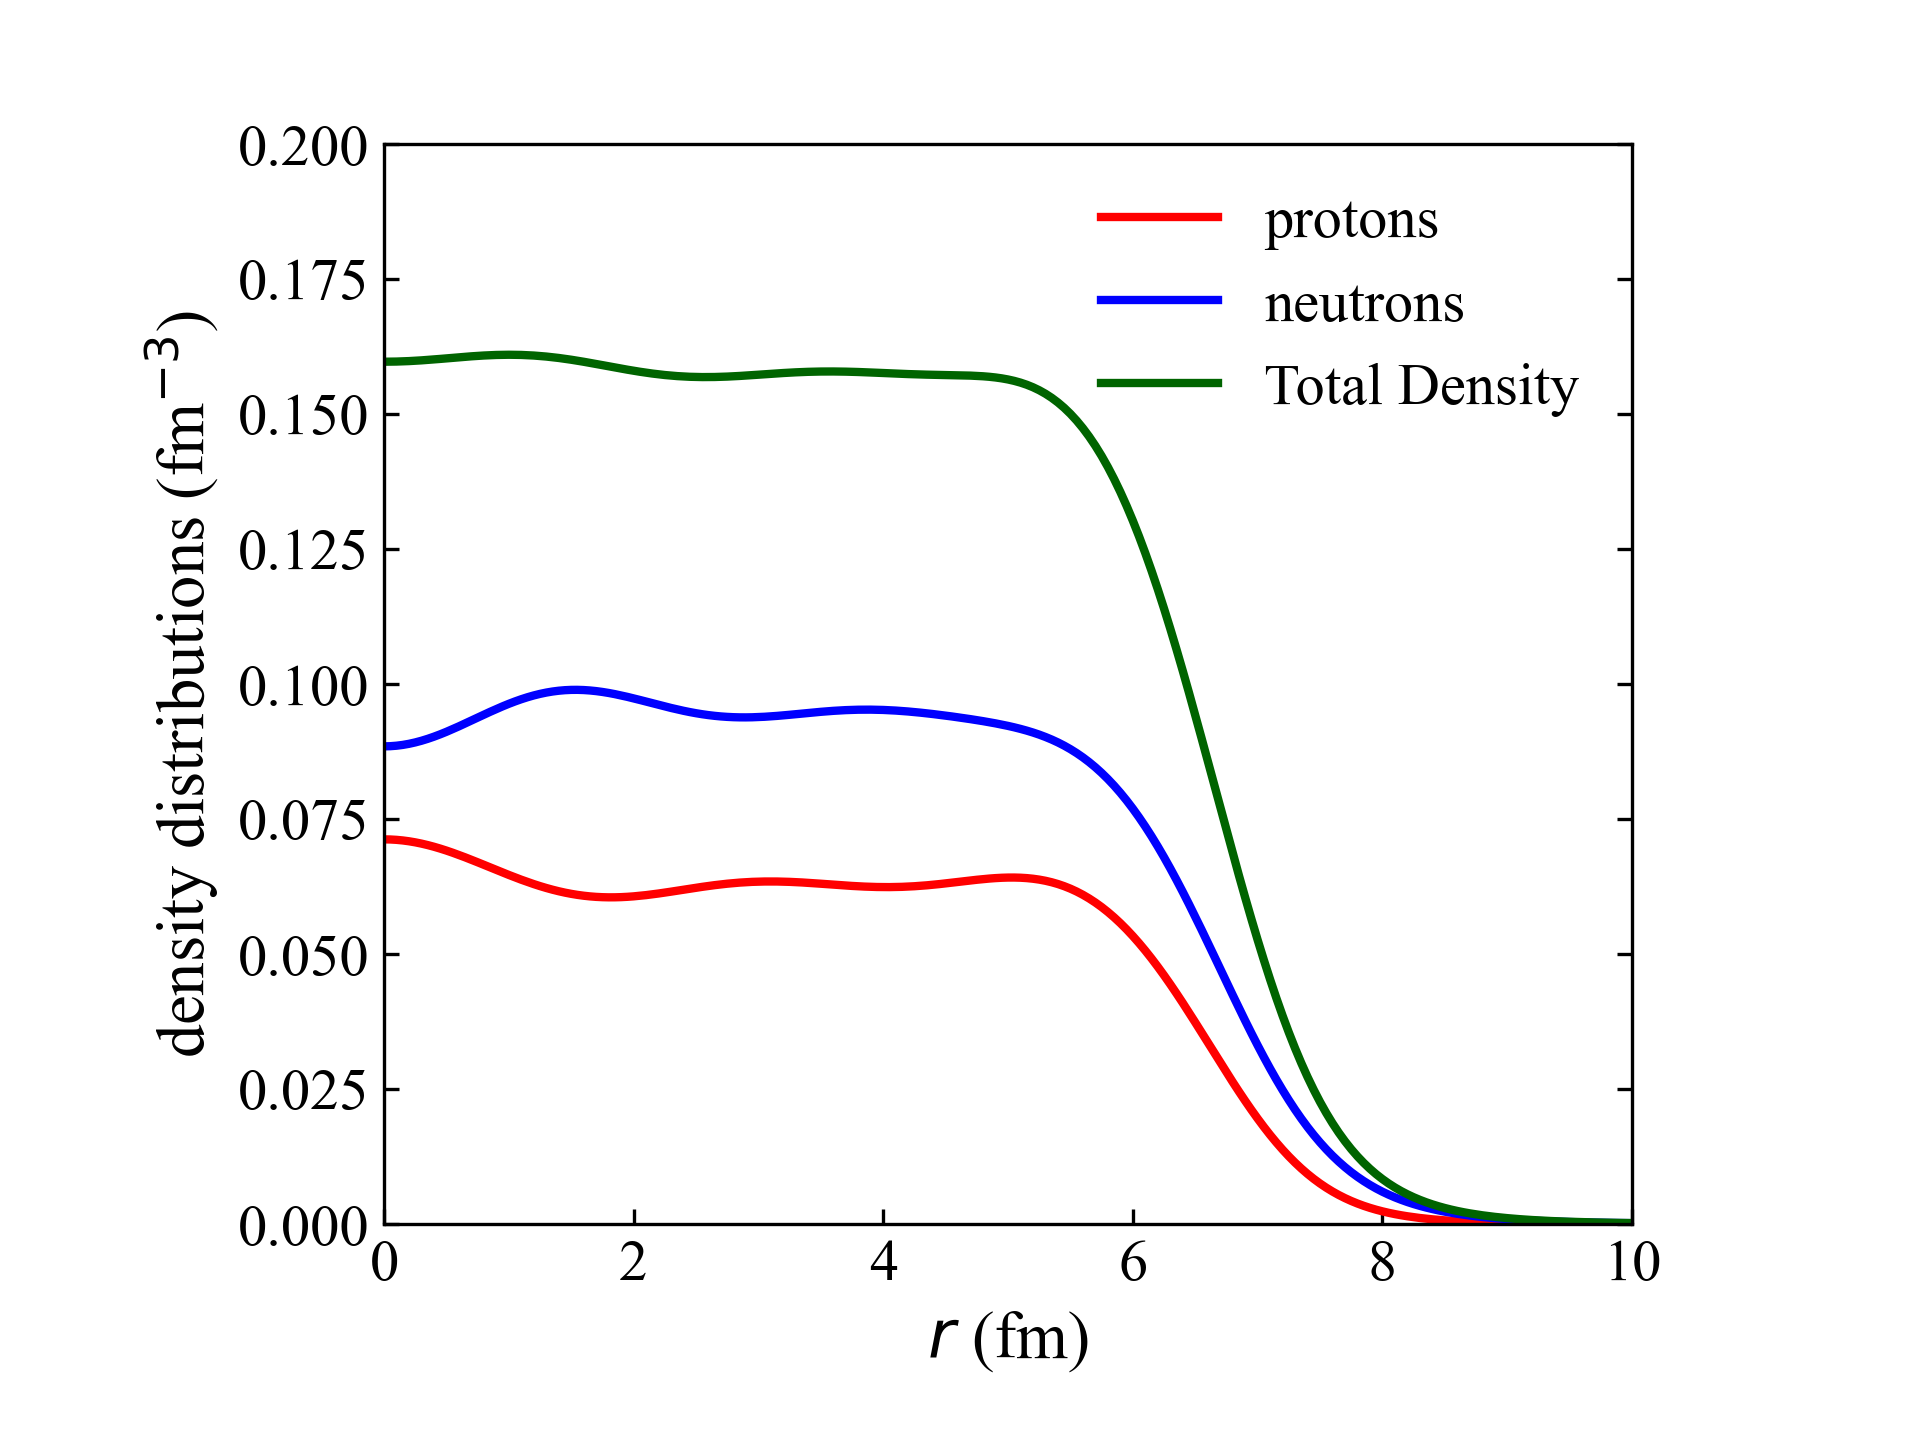 0.200
0.175
0.150
0.125
0.100
0.075
0.050
0.025
0.000
0 2 4 6 8 10
density distributions (fm⁻³)
r (fm)
protons
neutrons
Total Density